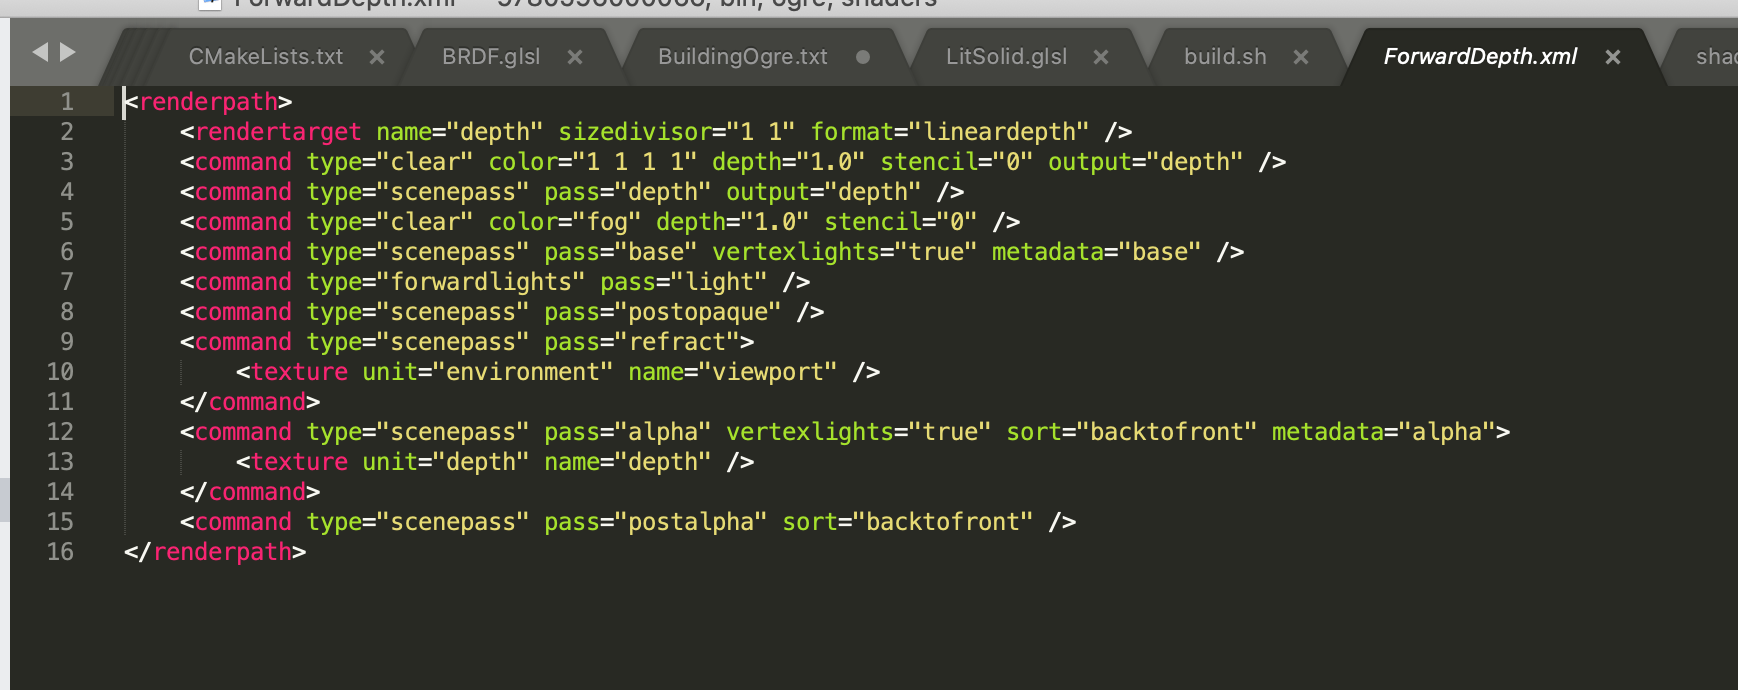 ForwardDepth.xml — 9780596000066, bin, ogre, shaders
CMakeLists.txt × BRDF.glsl × BuildingOgre.txt LitSolid.glsl × build.sh × ForwardDepth.xml × shad
1 <renderpath>
2 <rendertarget name="depth" sizedivisor="1 1" format="lineardepth" />
3 <command type="clear" color="1 1 1 1" depth="1.0" stencil="0" output="depth" />
4 <command type="scenepass" pass="depth" output="depth" />
5 <command type="clear" color="fog" depth="1.0" stencil="0" />
6 <command type="scenepass" pass="base" vertexlights="true" metadata="base" />
7 <command type="forwardlights" pass="light" />
8 <command type="scenepass" pass="postopaque" />
9 <command type="scenepass" pass="refract">
10 <texture unit="environment" name="viewport" />
11 </command>
12 <command type="scenepass" pass="alpha" vertexlights="true" sort="backtofront" metadata="alpha">
13 <texture unit="depth" name="depth" />
14 </command>
15 <command type="scenepass" pass="postalpha" sort="backtofront" />
16 </renderpath>